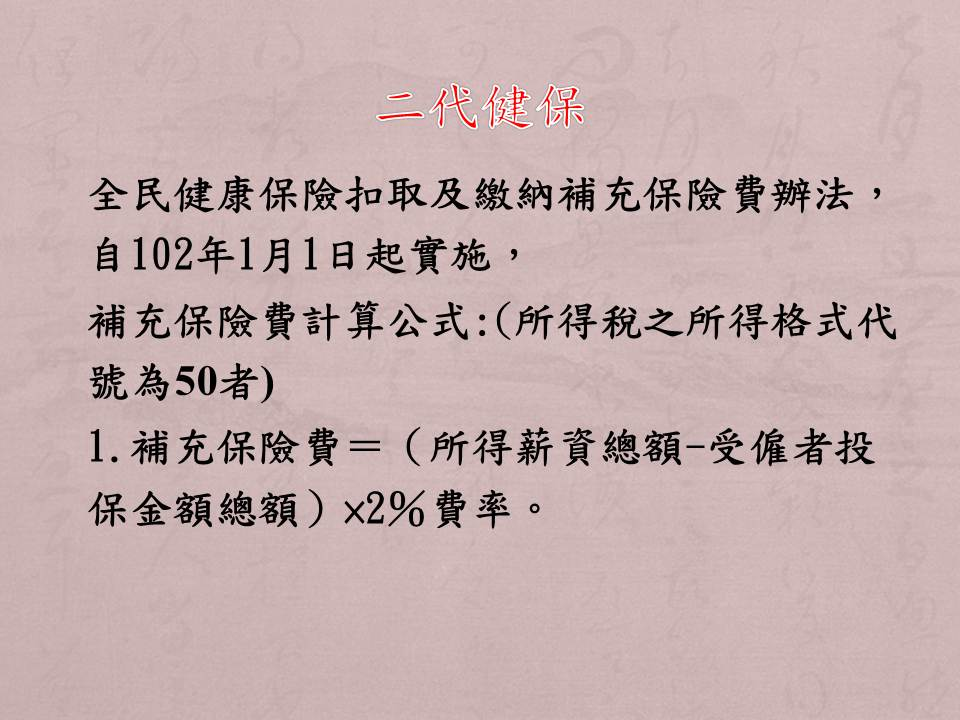 二代健保
全民健康保險扣取及繳納補充保險費辦法，
自102年1月1日起實施，
補充保險費計算公式:(所得稅之所得格式代
號為50者)
1.補充保險費＝（所得薪資總額-受僱者投
保金額總額）×2％費率。